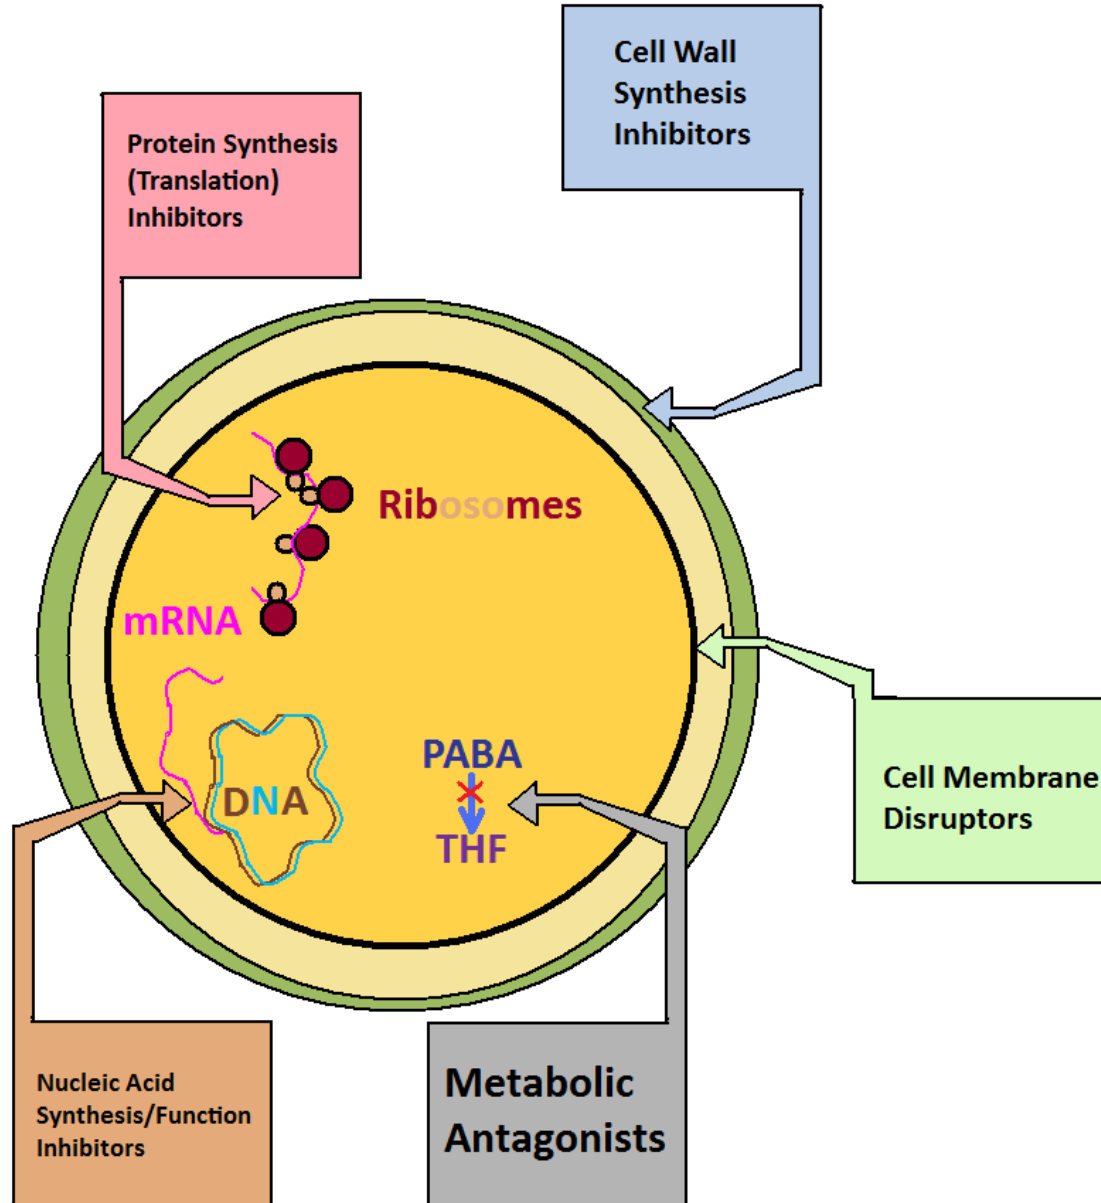 Cell Wall
Synthesis
Inhibitors
Protein Synthesis
(Translation)
Inhibitors
Ribosomes
mRNA
PABA
DNA
THF
Cell Membrane
Disruptors
Nucleic Acid
Synthesis/Function
Inhibitors
Metabolic
Antagonists